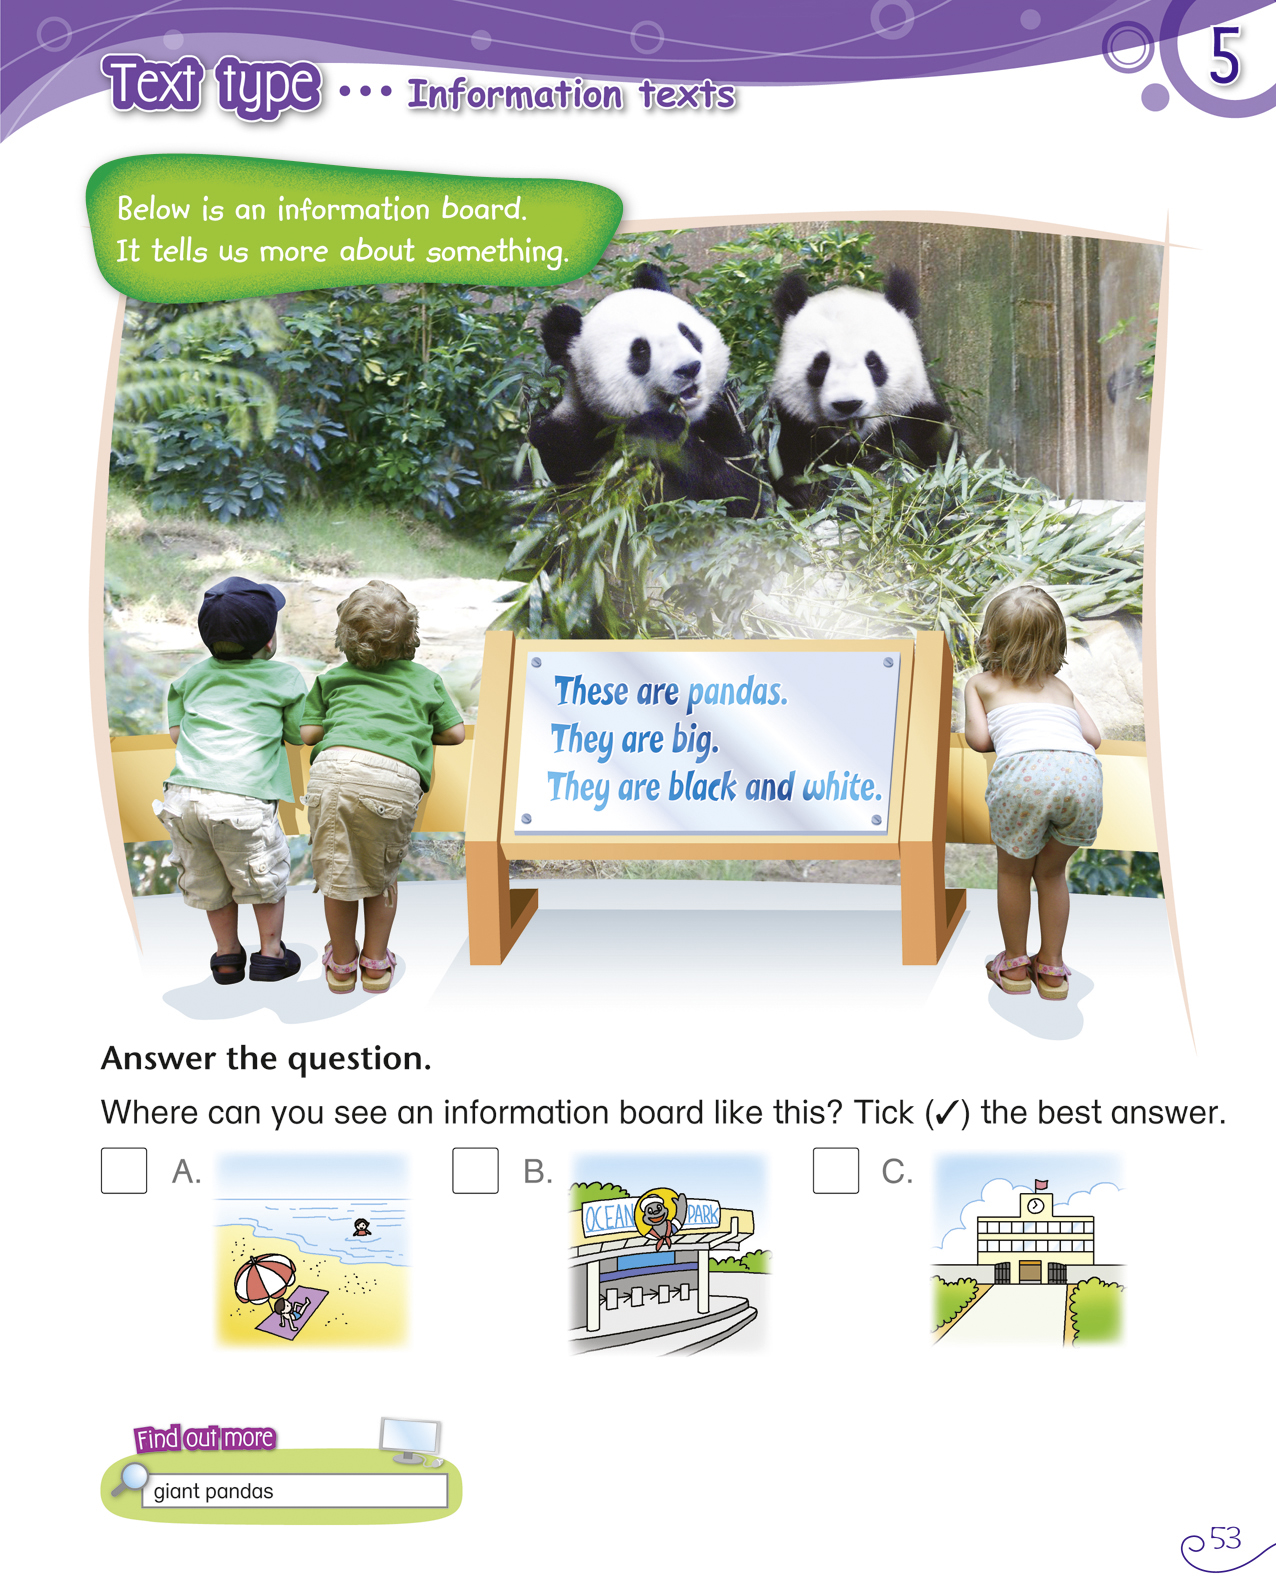 5
Text type ••• Information texts
Below is an information board.
It tells us more about something.
These are pandas.
They are big.
They are black and white.
Answer the question.
Where can you see an information board like this? Tick (✓) the best answer.
A.
B.
OCEAN PARK
C.
Find out more
giant pandas
53